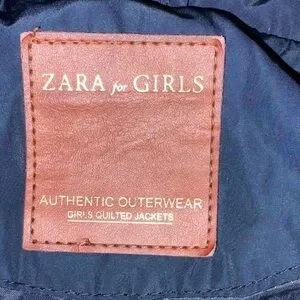 ZARA for GIRLS
AUTHENTIC OUTERWEAR
GIRLS QUILTED JACKETS